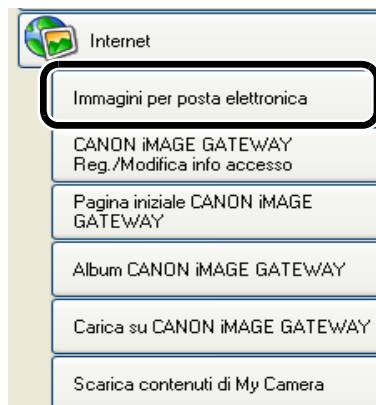 Internet
Immagini per posta elettronica
CANON iMAGE GATEWAY
Reg./Modifica info accesso
Pagina iniziale CANON iMAGE
GATEWAY
Album CANON iMAGE GATEWAY
Carica su CANON iMAGE GATEWAY
Scarica contenuti di My Camera